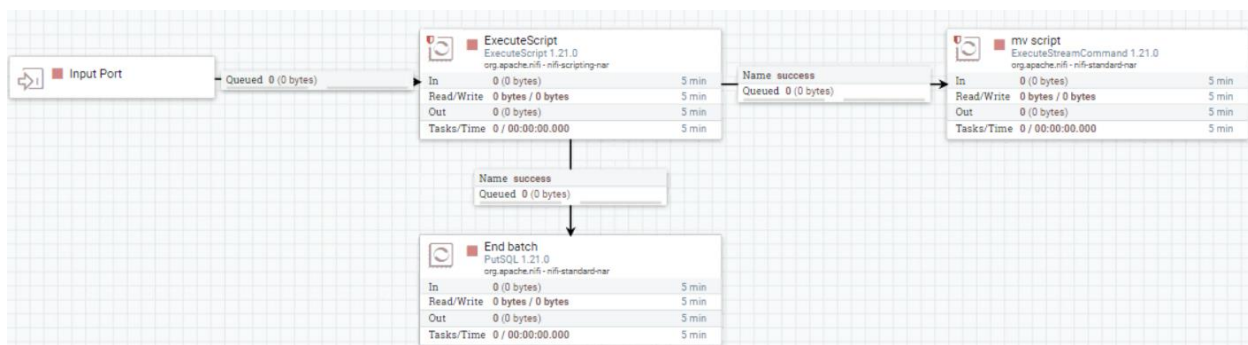 Input Port
Queued 0 (0 bytes)
ExecuteScript
ExecuteScript 1.21.0
org.apache.nifi - nifi-scripting-nar
In 0 (0 bytes) 5 min
Read/Write 0 bytes / 0 bytes 5 min
Out 0 (0 bytes) 5 min
Tasks/Time 0 / 00:00:00.000 5 min
Name success
Queued 0 (0 bytes)
mv script
ExecuteStreamCommand 1.21.0
org.apache.nifi - nifi-standard-nar
In 0 (0 bytes) 5 min
Read/Write 0 bytes / 0 bytes 5 min
Out 0 (0 bytes) 5 min
Tasks/Time 0 / 00:00:00.000 5 min
Name success
Queued 0 (0 bytes)
End batch
PutSQL 1.21.0
org.apache.nifi - nifi-standard-nar
In 0 (0 bytes) 5 min
Read/Write 0 bytes / 0 bytes 5 min
Out 0 (0 bytes) 5 min
Tasks/Time 0 / 00:00:00.000 5 min